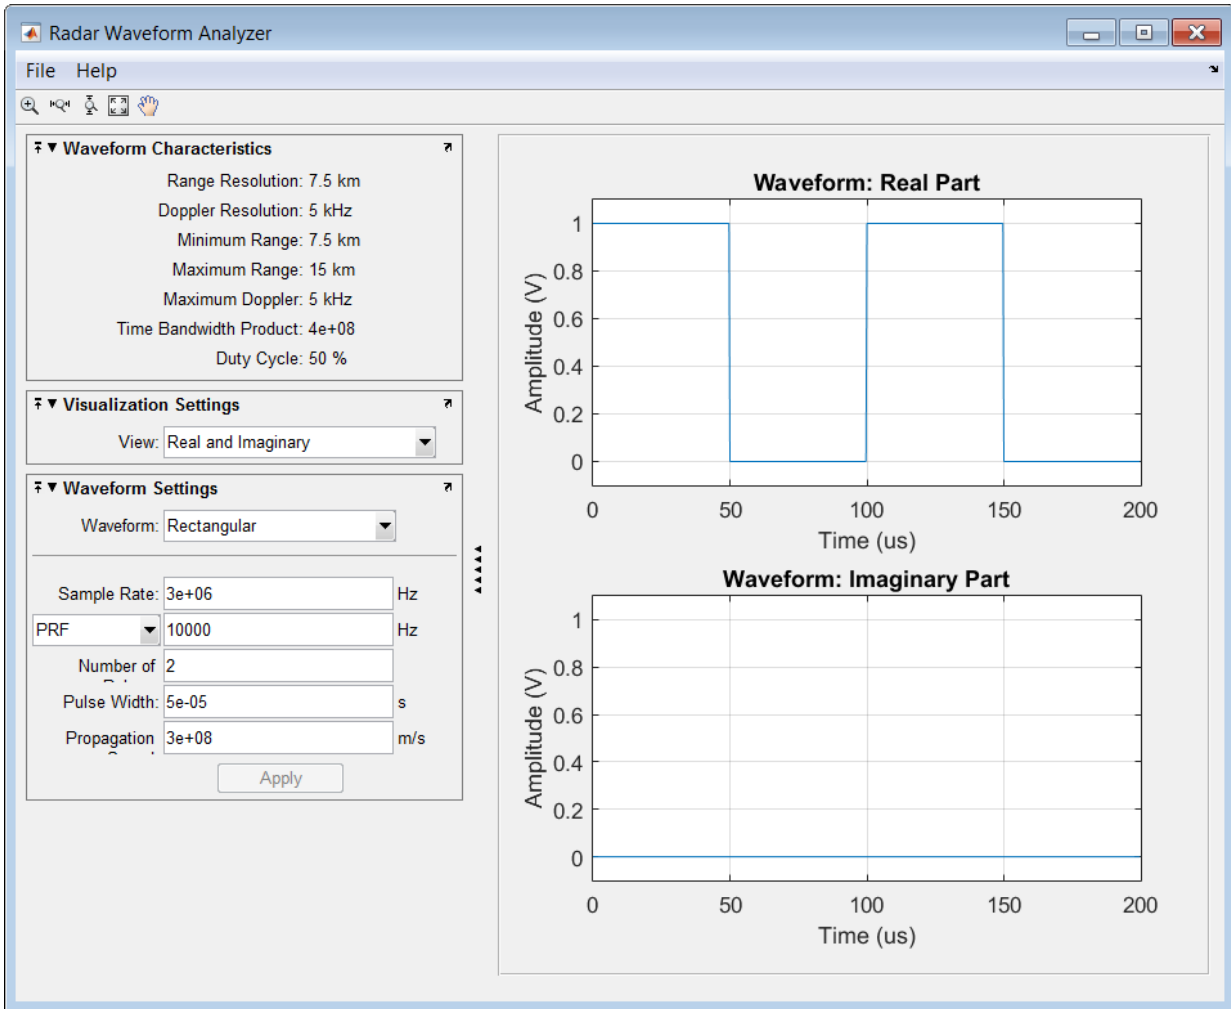 Radar Waveform Analyzer
File Help
Waveform Characteristics
Range Resolution: 7.5 km
Doppler Resolution: 5 kHz
Minimum Range: 7.5 km
Maximum Range: 15 km
Maximum Doppler: 5 kHz
Time Bandwidth Product: 4e+08
Duty Cycle: 50 %
Visualization Settings
View: Real and Imaginary
Waveform Settings
Waveform: Rectangular
Sample Rate: 3e+06 Hz
PRF 10000 Hz
Number of 2
Pulse Width: 5e-05 s
Propagation 3e+08 m/s
Apply
Waveform: Real Part
Amplitude (V)
1
0.8
0.6
0.4
0.2
0
0 50 100 150 200
Time (us)
Waveform: Imaginary Part
Amplitude (V)
1
0.8
0.6
0.4
0.2
0
0 50 100 150 200
Time (us)